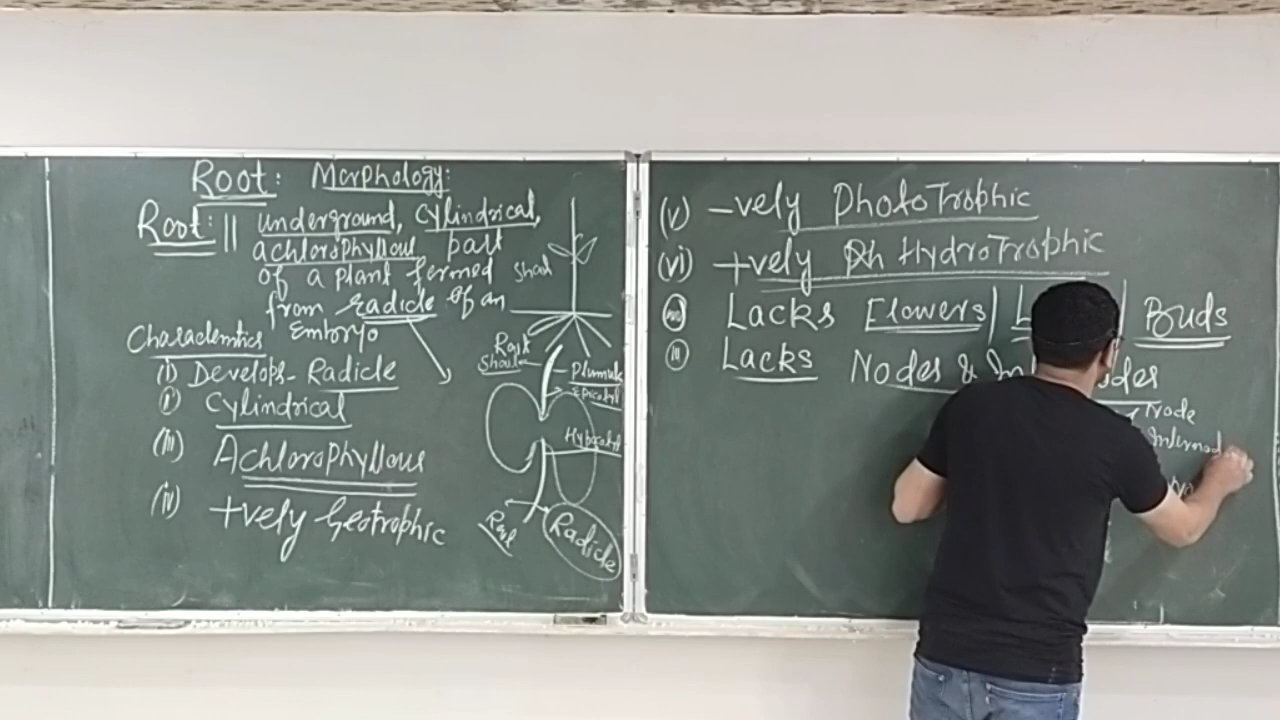 Root: Morphology:
Root: || underground, cylindrical,
achlorophyllous part
of a plant formed
from radicle of an
Embryo
Shoot
Characteristics
(i) Develops - Radicle
Cylindrical
(iii) Achlorophyllous
(iv) +vely Geotrophic
Root
Shoot
Plumule
Epicotyl
Hypocotyl
Root
Radicle
(v) -vely PhotoTrophic
(vi) +vely HydroTrophic
Lacks Flowers | | Buds
Lacks Nodes &
Node
Internode